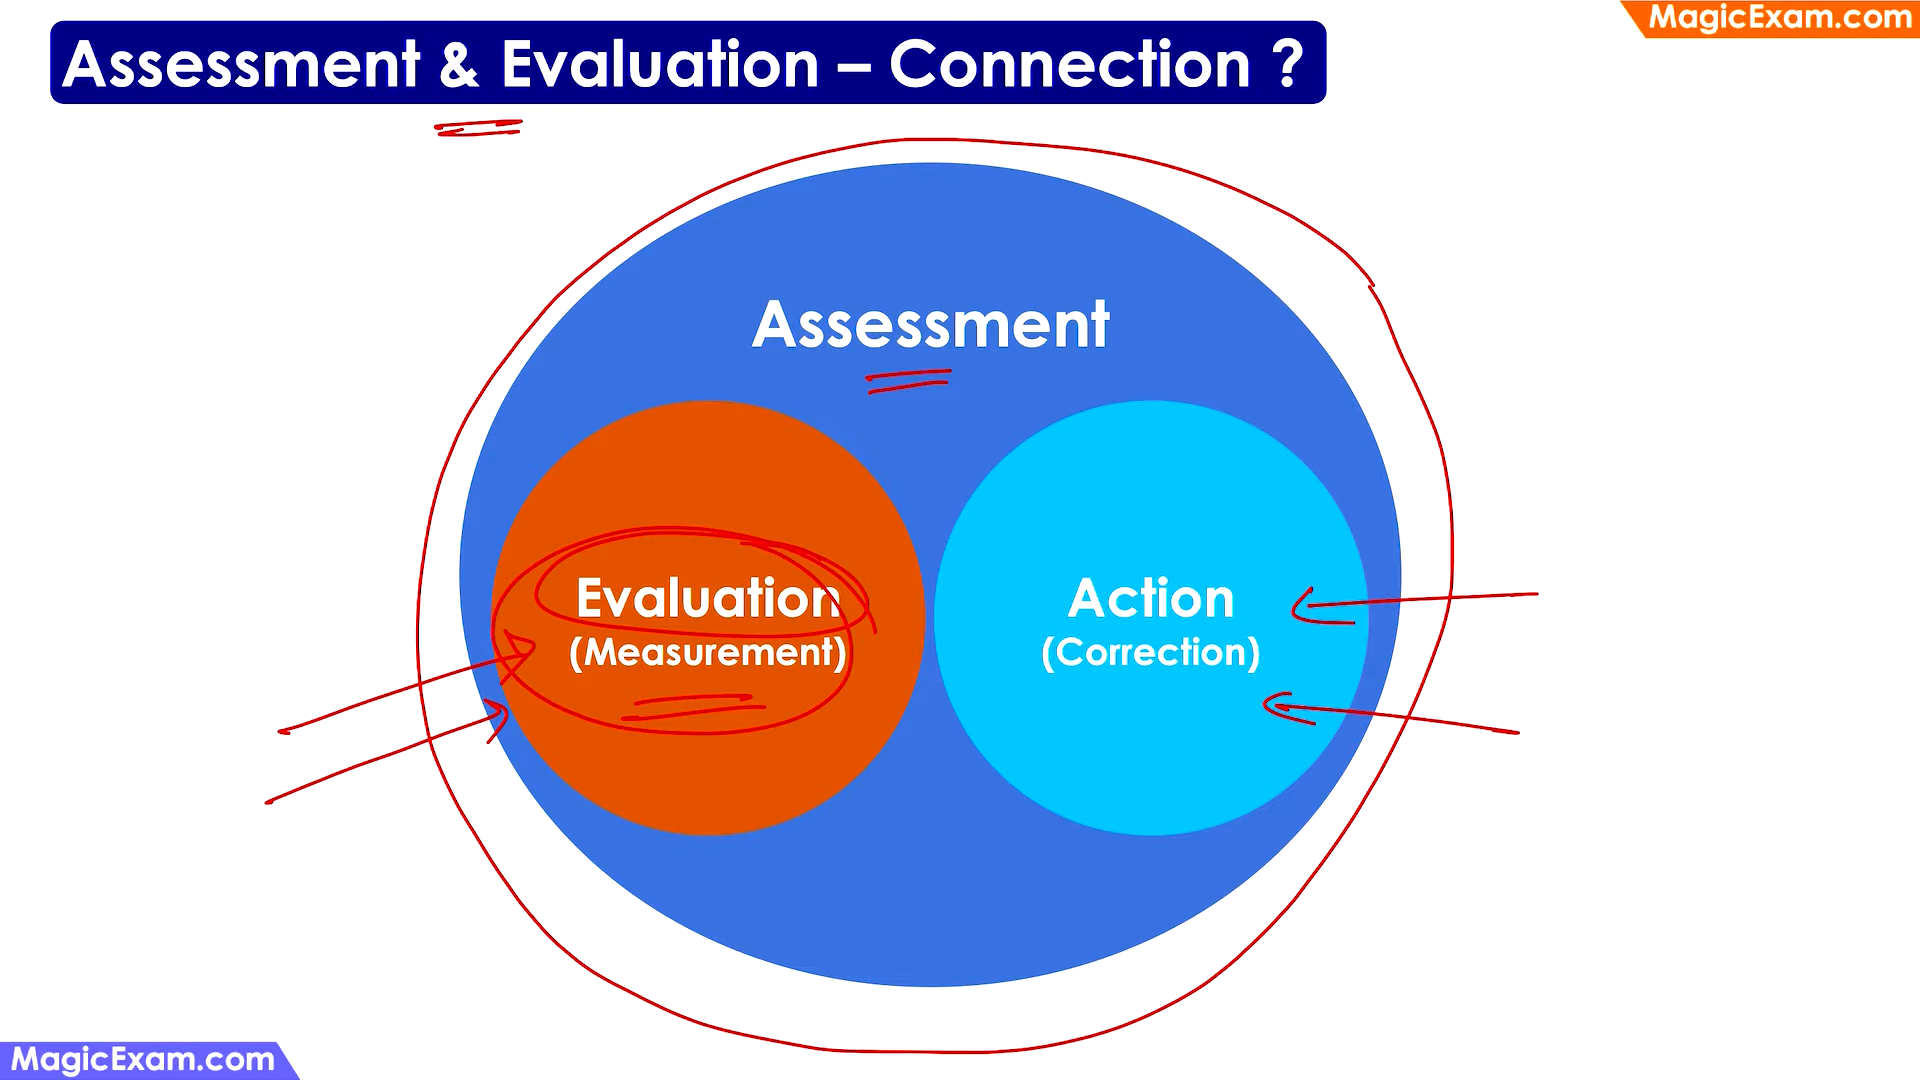 MagicExam.com
Assessment & Evaluation – Connection ?
Assessment
Evaluation
(Measurement)
Action
(Correction)
MagicExam.com